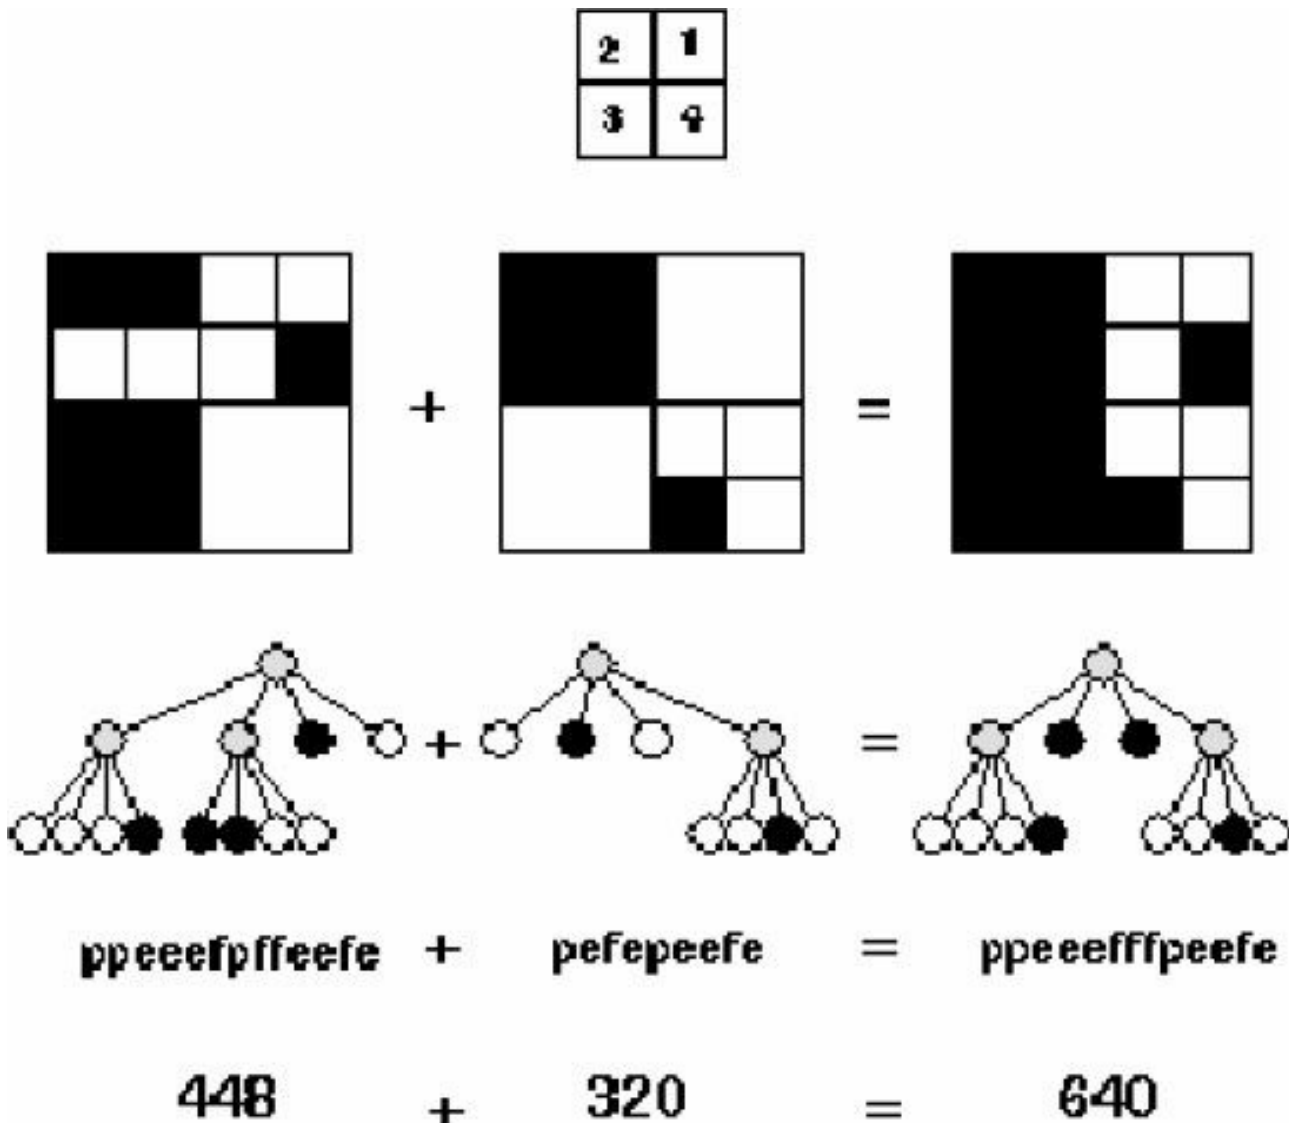 2 1
3 4
+ =
+ =
ppeeefpffeefe + pefepeefe = ppeeefffpeefe
448 + 320 = 640